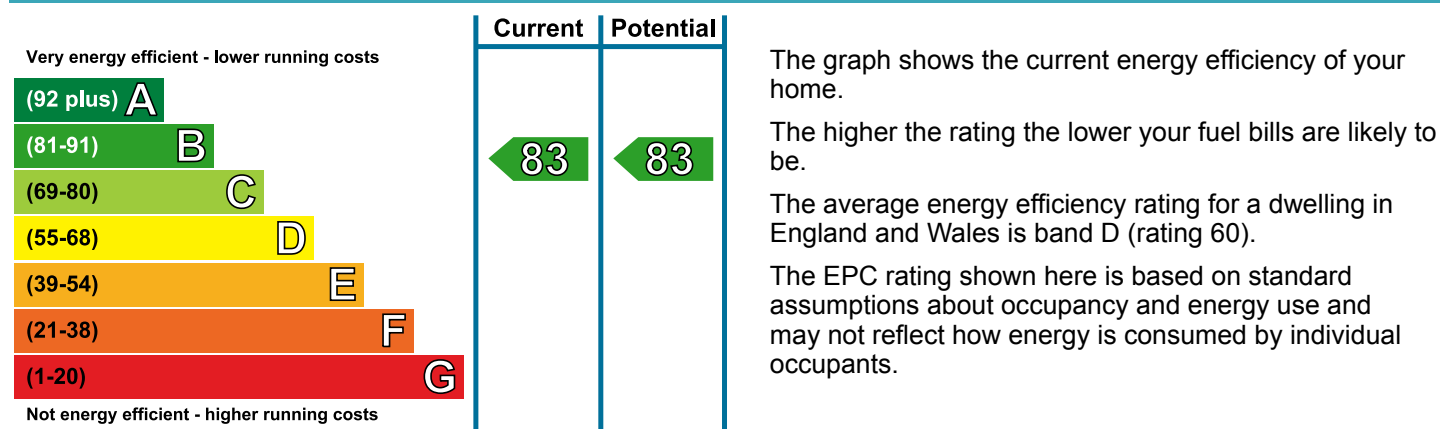 Current Potential
Very energy efficient - lower running costs
(92 plus) A
(81-91) B
83 83
(69-80) C
(55-68) D
(39-54) E
(21-38) F
(1-20) G
Not energy efficient - higher running costs
The graph shows the current energy efficiency of your
home.
The higher the rating the lower your fuel bills are likely to
be.
The average energy efficiency rating for a dwelling in
England and Wales is band D (rating 60).
The EPC rating shown here is based on standard
assumptions about occupancy and energy use and
may not reflect how energy is consumed by individual
occupants.